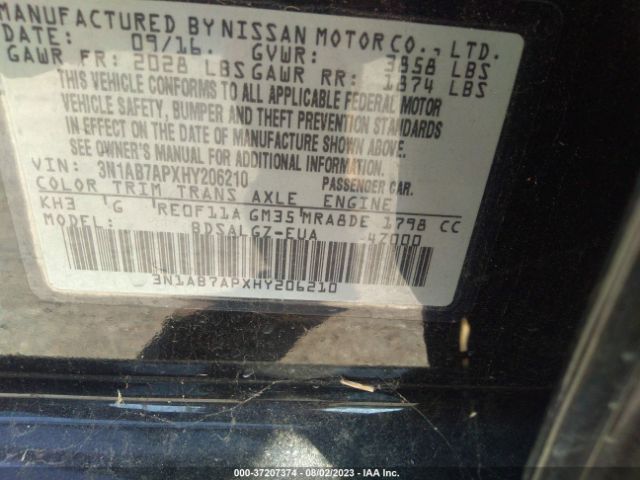 MANUFACTURED BY NISSAN MOTOR CO., LTD.
DATE: 09/16 GVWR: 3858 LBS
GAWR FR: 2028 LBS GAWR RR: 1874 LBS
THIS VEHICLE CONFORMS TO ALL APPLICABLE FEDERAL MOTOR
VEHICLE SAFETY, BUMPER AND THEFT PREVENTION STANDARDS
IN EFFECT ON THE DATE OF MANUFACTURE SHOWN ABOVE.
SEE OWNER'S MANUAL FOR ADDITIONAL INFORMATION.
VIN: 3N1AB7APXHY206210 PASSENGER CAR.
COLOR TRIM TRANS AXLE ENGINE
KH3 G RE0F11A GM35 MRA8DE 1798 CC
BDSALGZ-EUA -47000
3N1AB7APXHY206210
000-37207374 - 08/02/2023 - IAA Inc.